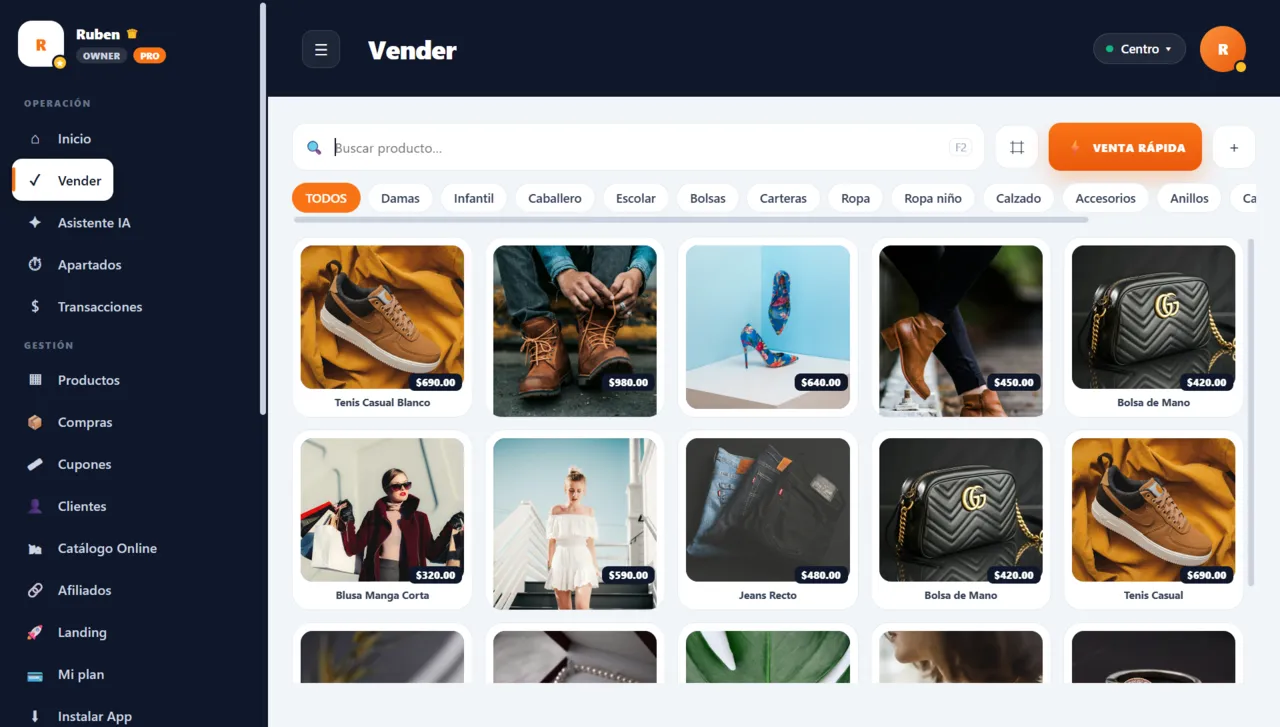 R
Ruben
OWNER PRO
OPERACIÓN
Inicio
Vender
Asistente IA
Apartados
$ Transacciones
GESTIÓN
Productos
Compras
Cupones
Clientes
Catálogo Online
Afiliados
Landing
Mi plan
Instalar App
Vender
Centro
R
Buscar producto...
F2
VENTA RÁPIDA
+
TODOS
Damas
Infantil
Caballero
Escolar
Bolsas
Carteras
Ropa
Ropa niño
Calzado
Accesorios
Anillos
Ca
$690.00
Tenis Casual Blanco
$980.00
$640.00
$450.00
$420.00
Bolsa de Mano
$320.00
Blusa Manga Corta
$590.00
$480.00
Jeans Recto
$420.00
Bolsa de Mano
$690.00
Tenis Casual